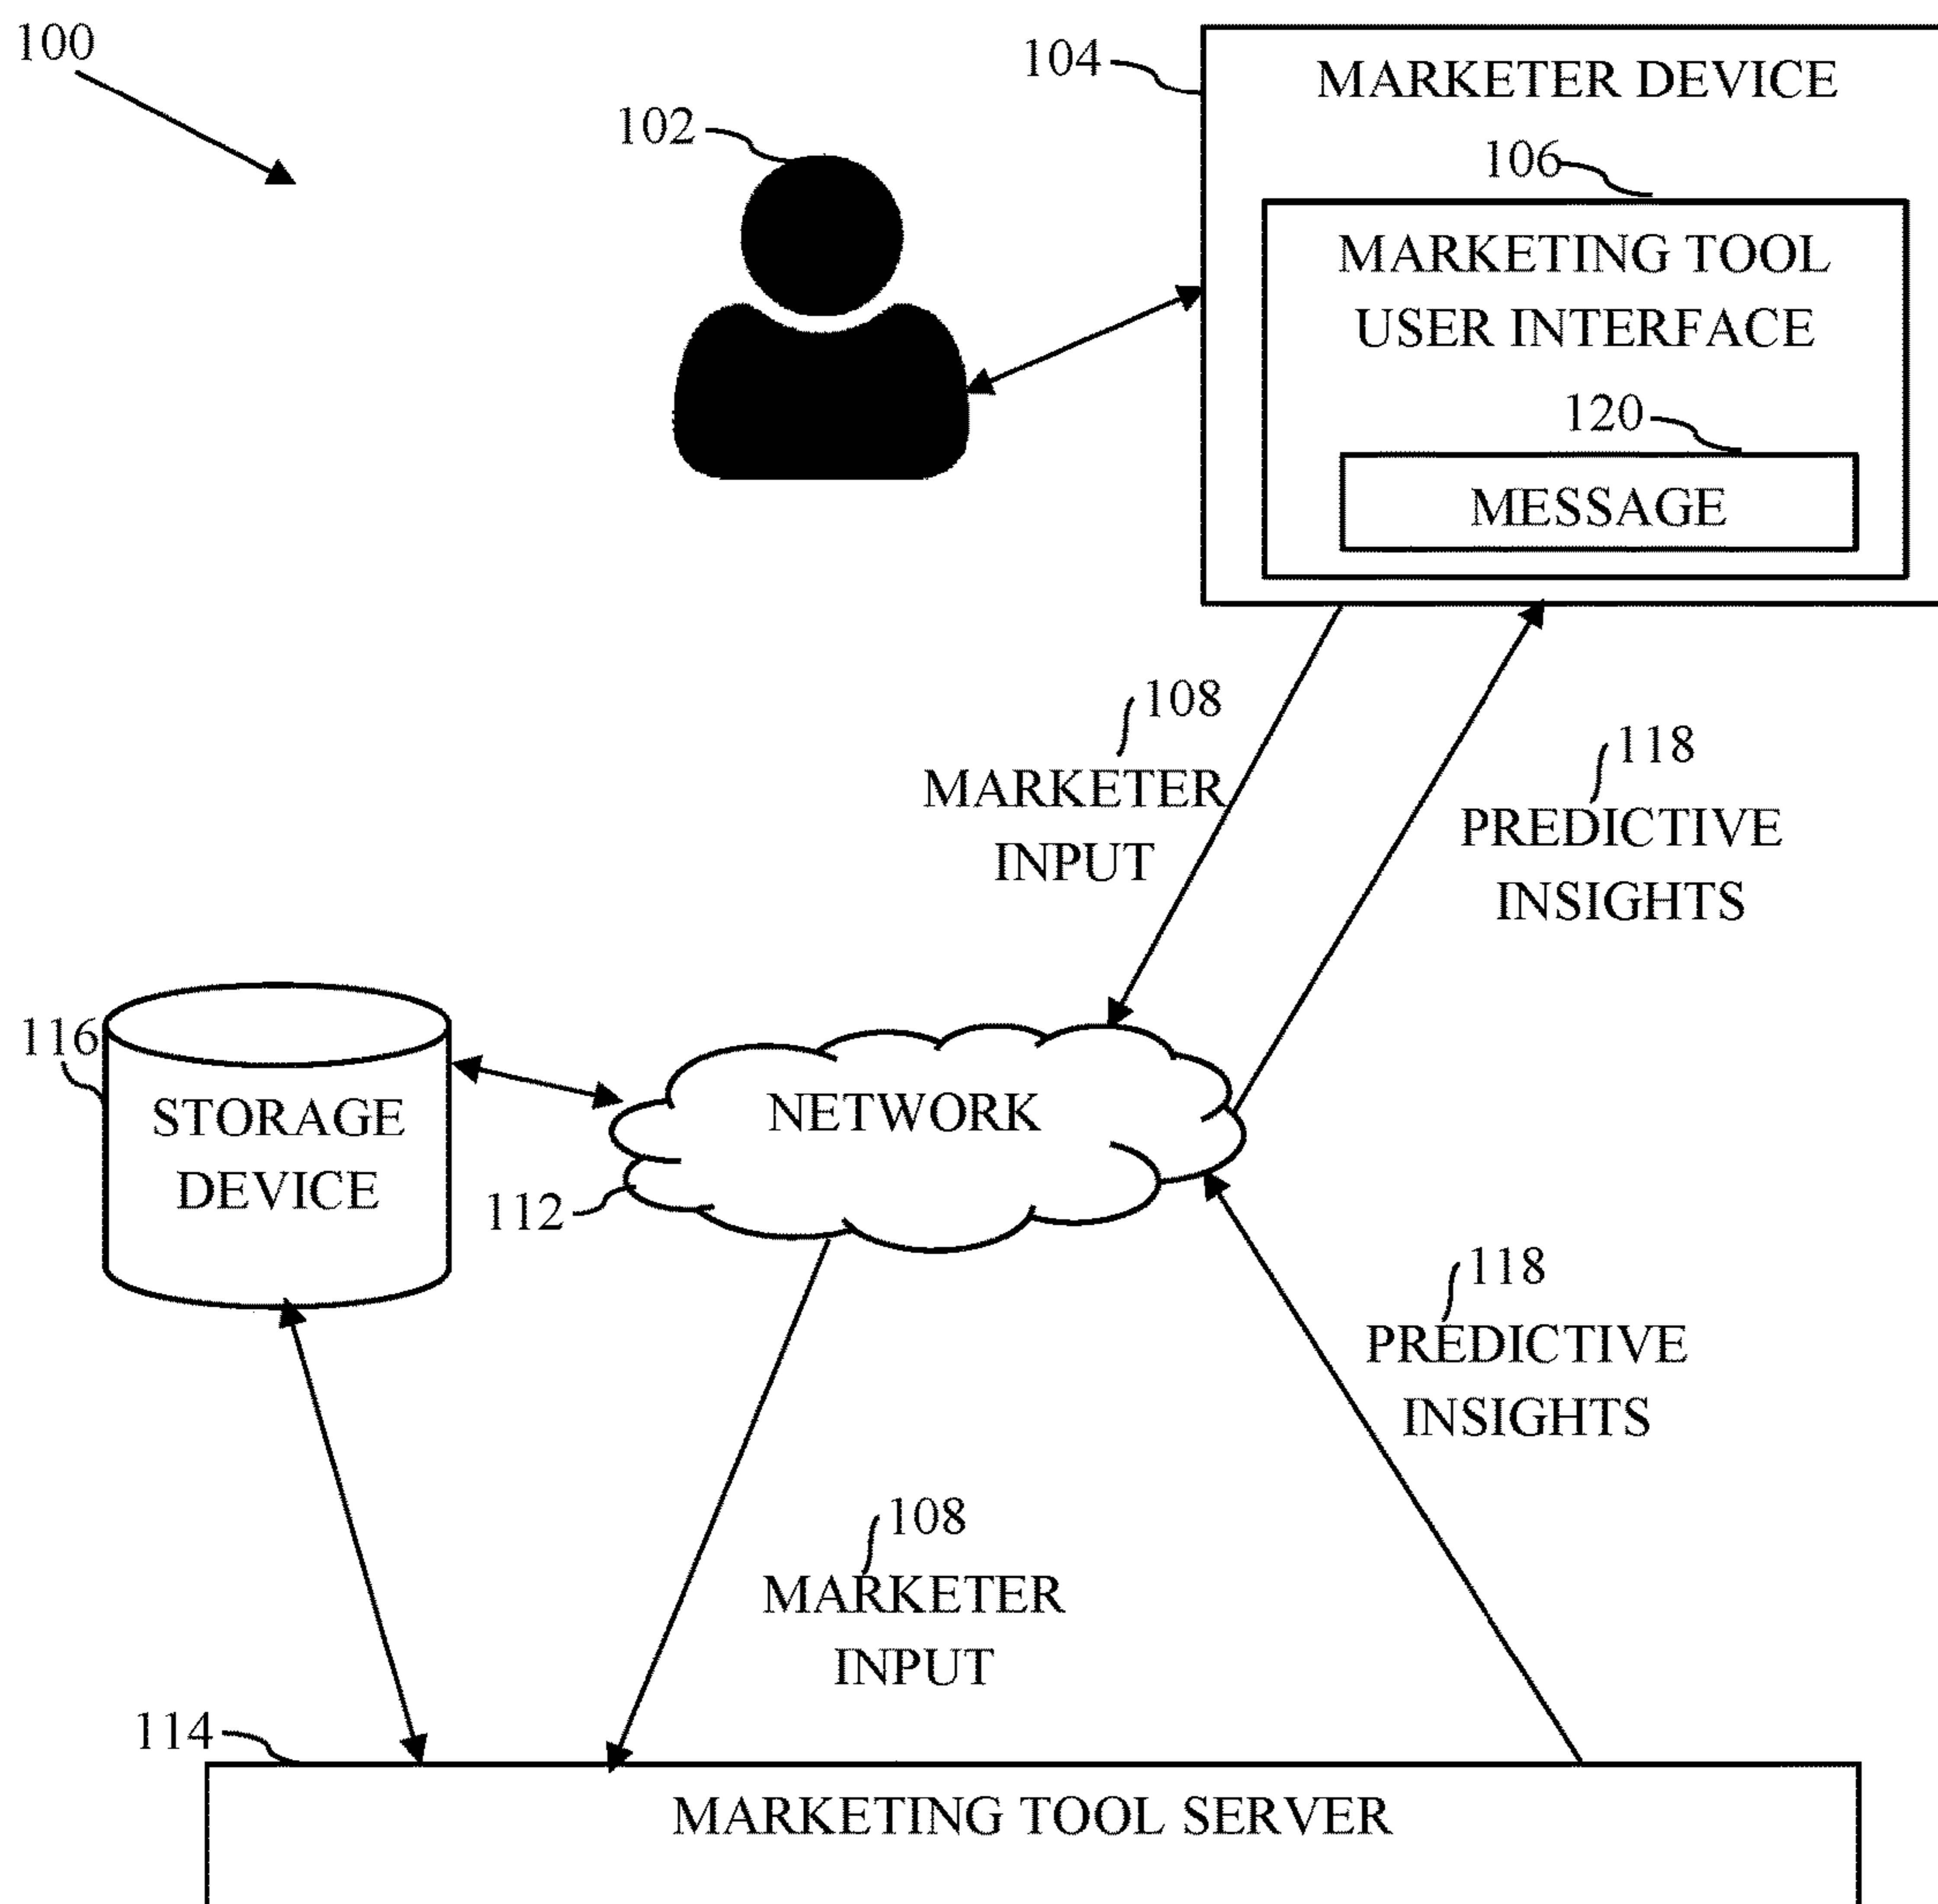 100
104
MARKETER DEVICE
102
106
MARKETING TOOL
USER INTERFACE
120
MESSAGE
108
MARKETER
INPUT
118
PREDICTIVE
INSIGHTS
116
STORAGE
DEVICE
NETWORK
112
118
PREDICTIVE
INSIGHTS
108
MARKETER
INPUT
114
MARKETING TOOL SERVER